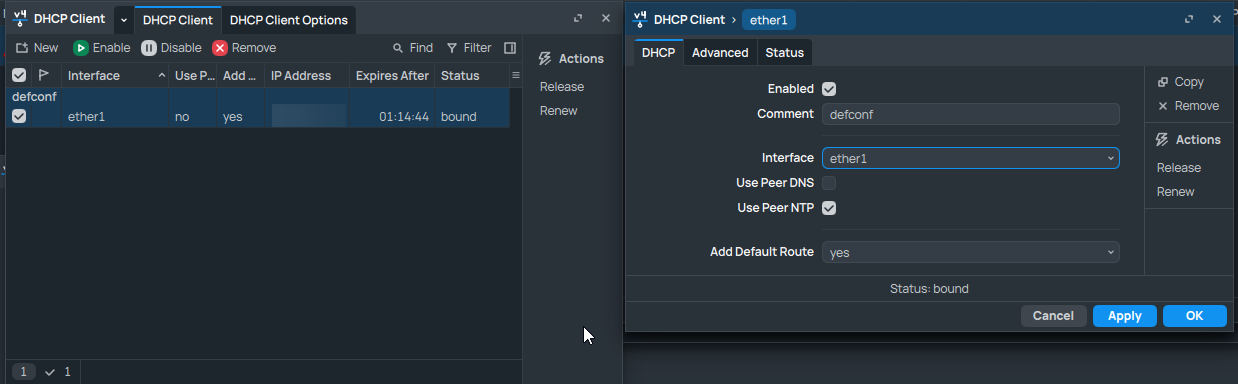 v4 DHCP Client DHCP Client DHCP Client Options
New Enable Disable Remove Find Filter
Interface Use P... Add ... IP Address Expires After Status
defconf
ether1 no yes 01:14:44 bound
1 1
Actions
Release
Renew
v4 DHCP Client › ether1
DHCP Advanced Status
Enabled
Comment defconf
Interface ether1
Use Peer DNS
Use Peer NTP
Add Default Route yes
Copy
Remove
Actions
Release
Renew
Status: bound
Cancel Apply OK